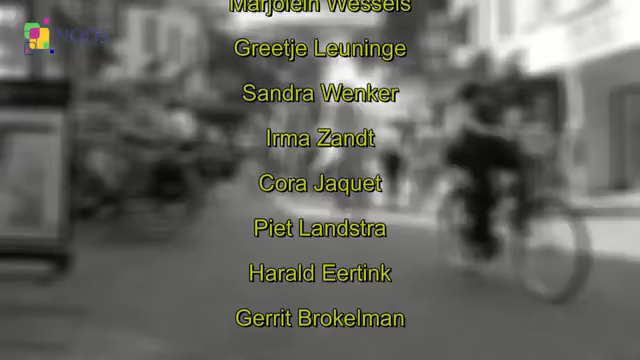 Marjolein Wessels
Greetje Leuninge
Sandra Wenker
Irma Zandt
Cora Jaquet
Piet Landstra
Harald Eertink
Gerrit Brokelman